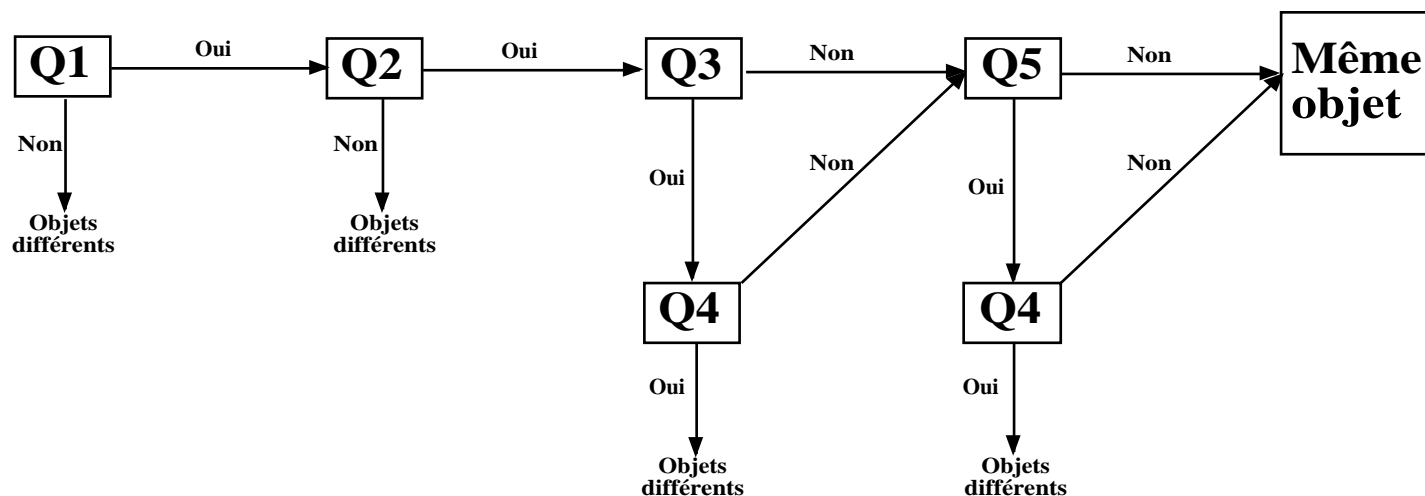 Q1
Oui
Q2
Oui
Q3
Non
Q5
Non
Même
objet
Non
Non
Oui
Non
Oui
Non
Objets
différents
Objets
différents
Q4
Q4
Oui
Oui
Objets
différents
Objets
différents